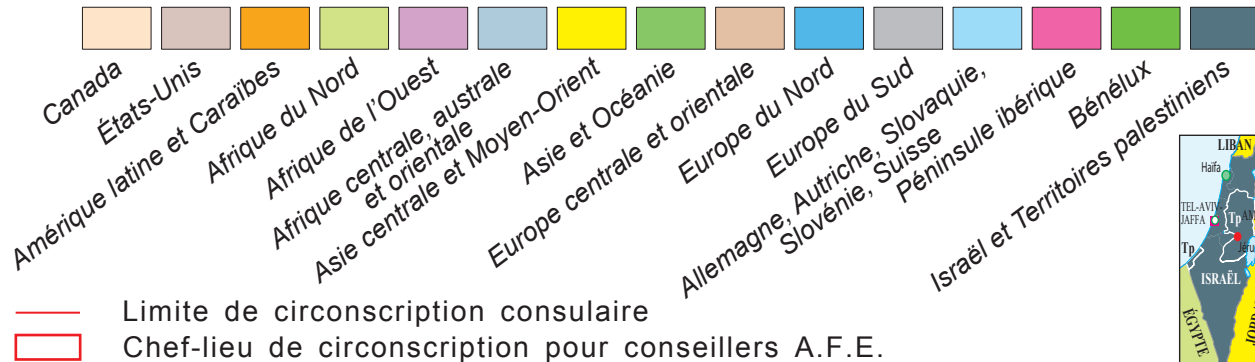 Canada
États-Unis
Amérique latine et Caraïbes
Afrique du Nord
Afrique de l’Ouest
Afrique centrale, australe
et orientale
Asie centrale et Moyen-Orient
Asie et Océanie
Europe centrale et orientale
Europe du Nord
Europe du Sud
Allemagne, Autriche, Slovaquie,
Slovénie, Suisse
Péninsule ibérique
Bénélux
Israël et Territoires palestiniens
Limite de circonscription consulaire
Chef-lieu de circonscription pour conseillers A.F.E.
LIBAN
Haïfa
TEL-AVIV-
JAFFA
Tp
Tp
ISRAËL
ÉGYPTE